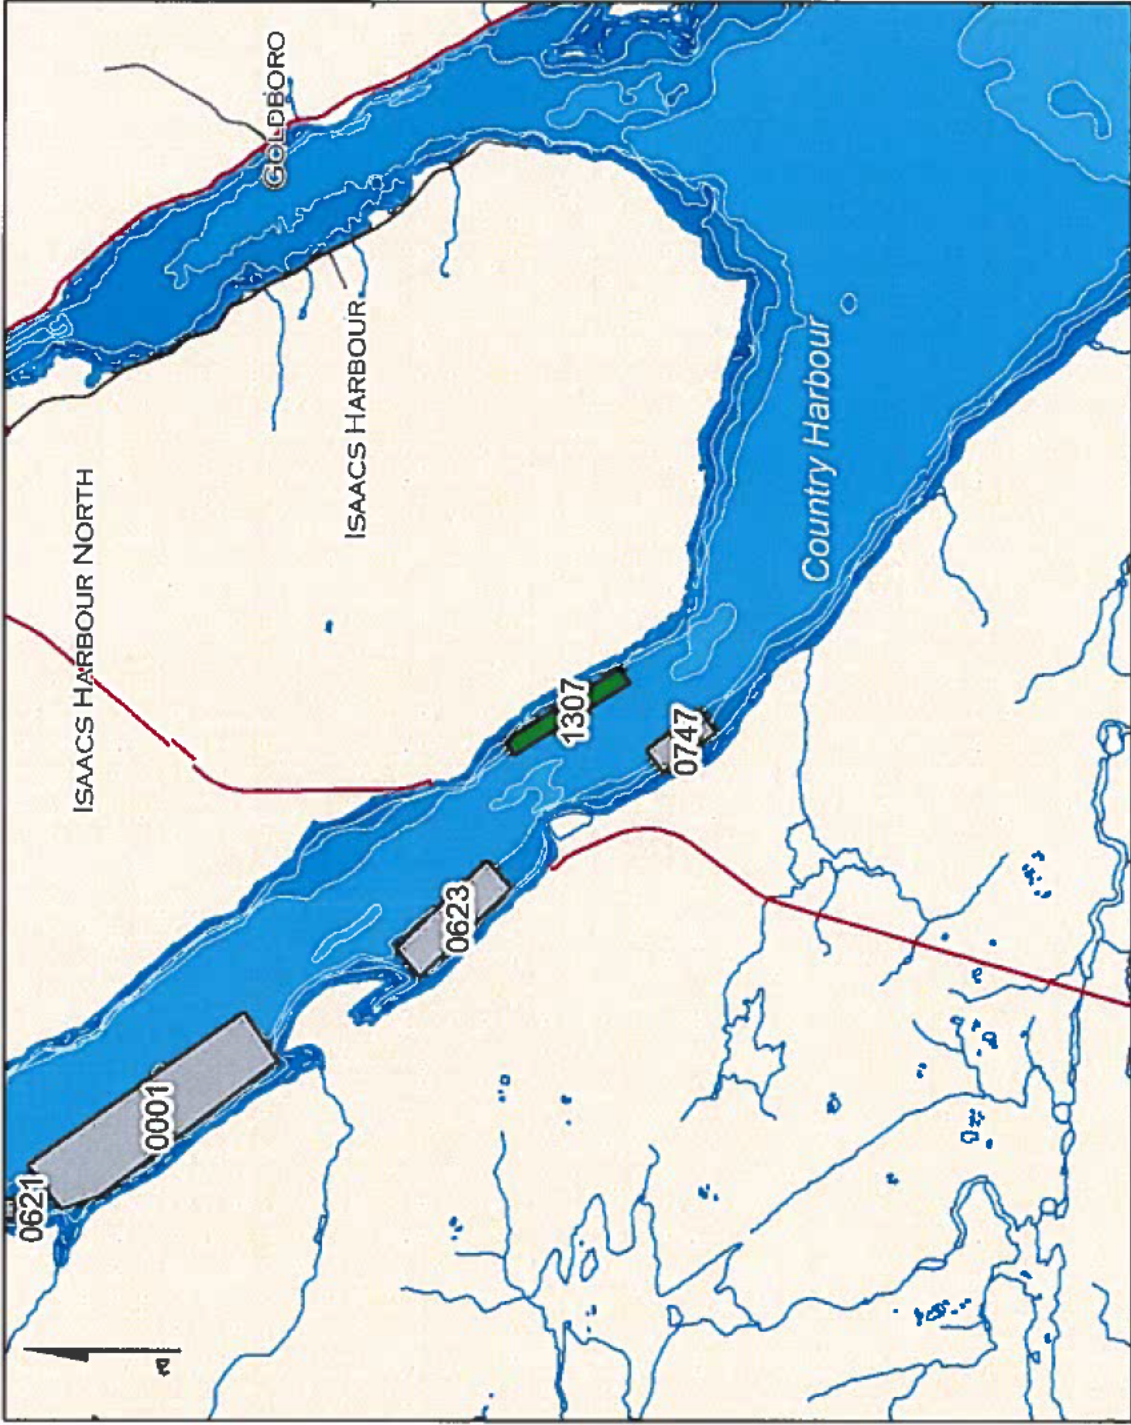 ISAACS HARBOUR NORTH
GOLDBORO
ISAACS HARBOUR
Country Harbour
0621
0001
0623
1307
0747
N